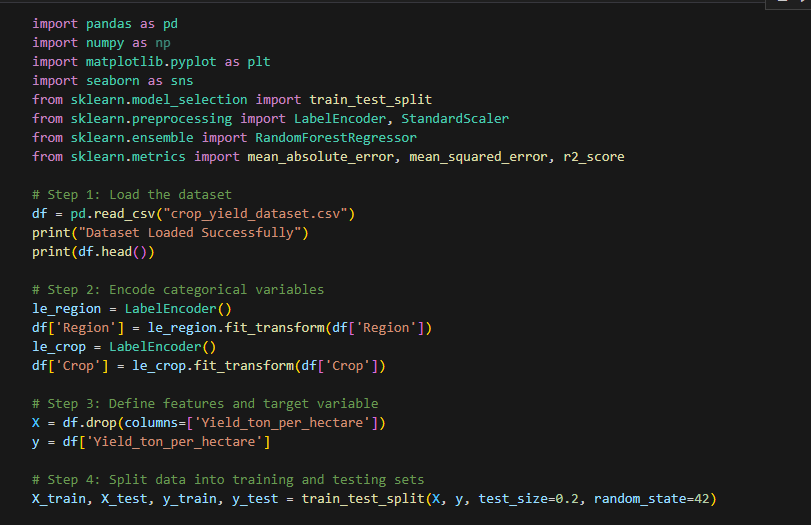 import pandas as pd
import numpy as np
import matplotlib.pyplot as plt
import seaborn as sns
from sklearn.model_selection import train_test_split
from sklearn.preprocessing import LabelEncoder, StandardScaler
from sklearn.ensemble import RandomForestRegressor
from sklearn.metrics import mean_absolute_error, mean_squared_error, r2_score
# Step 1: Load the dataset
df = pd.read_csv("crop_yield_dataset.csv")
print("Dataset Loaded Successfully")
print(df.head())
# Step 2: Encode categorical variables
le_region = LabelEncoder()
df['Region'] = le_region.fit_transform(df['Region'])
le_crop = LabelEncoder()
df['Crop'] = le_crop.fit_transform(df['Crop'])
# Step 3: Define features and target variable
X = df.drop(columns=['Yield_ton_per_hectare'])
y = df['Yield_ton_per_hectare']
# Step 4: Split data into training and testing sets
X_train, X_test, y_train, y_test = train_test_split(X, y, test_size=0.2, random_state=42)